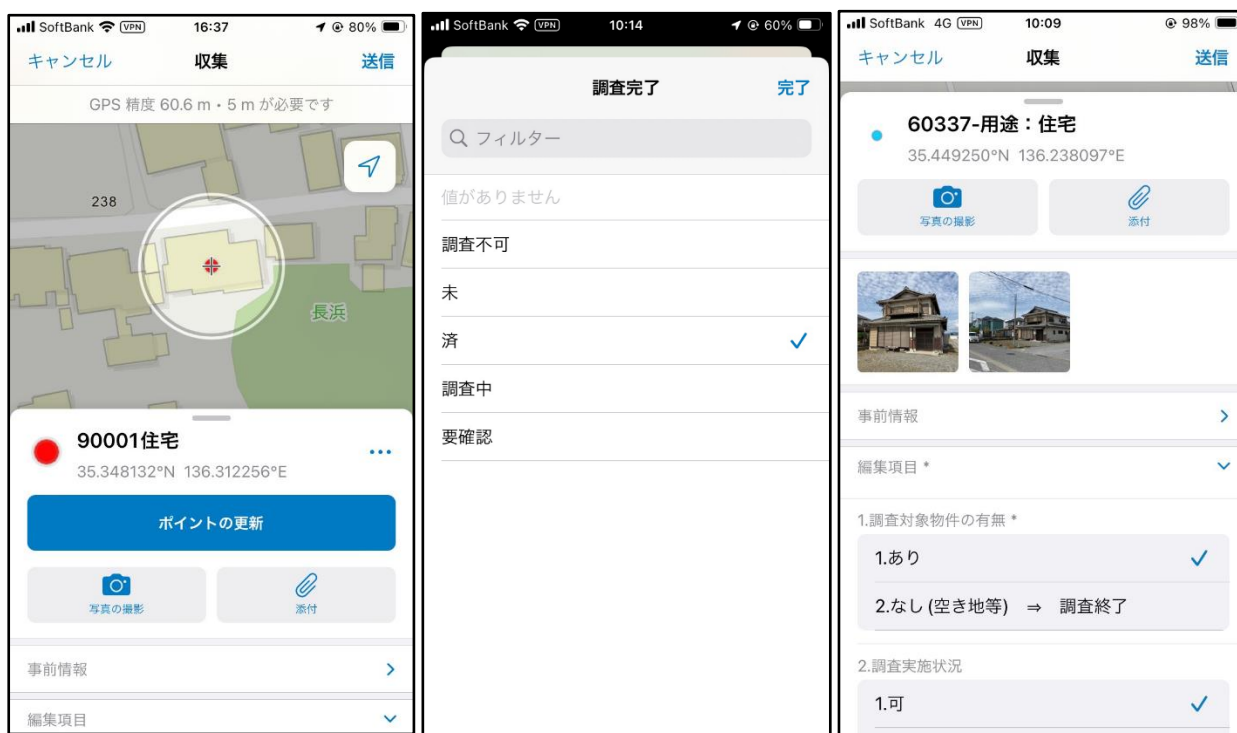 SoftBank VPN 16:37 80%
キャンセル 収集 送信
GPS 精度 60.6 m・5 m が必要です
238
長浜
90001住宅
35.348132°N 136.312256°E
ポイントの更新
写真の撮影 添付
事前情報
編集項目
SoftBank VPN 10:14 60%
調査完了 完了
フィルター
値がありません
調査不可
未
済
調査中
要確認
SoftBank 4G VPN 10:09 98%
キャンセル 収集 送信
60337-用途：住宅
35.449250°N 136.238097°E
写真の撮影 添付
事前情報
編集項目 *
1.調査対象物件の有無 *
1.あり
2.なし (空き地等) ⇒ 調査終了
2.調査実施状況
1.可